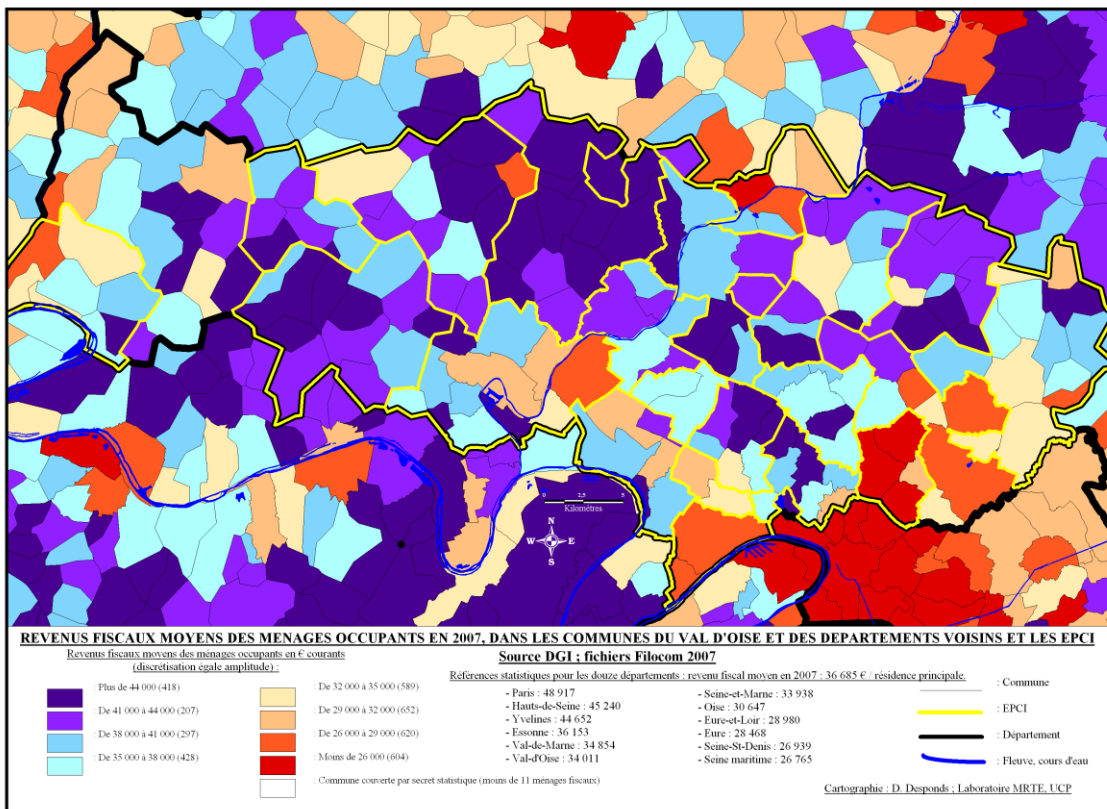 0 2,5 5
Kilomètres
N
W E
S
REVENUS FISCAUX MOYENS DES MENAGES OCCUPANTS EN 2007, DANS LES COMMUNES DU VAL D'OISE ET DES DEPARTEMENTS VOISINS ET LES EPCI
Source DGI ; fichiers Filocom 2007
Revenus fiscaux moyens des ménages occupants en € courants
(discrétisation égale amplitude) :
: Plus de 44 000 (418)
: De 41 000 à 44 000 (207)
: De 38 000 à 41 000 (297)
: De 35 000 à 38 000 (428)
: De 32 000 à 35 000 (589)
: De 29 000 à 32 000 (652)
: De 26 000 à 29 000 (620)
: Moins de 26 000 (604)
: Commune couverte par secret statistique (moins de 11 ménages fiscaux)
Références statistiques pour les douze départements : revenu fiscal moyen en 2007 : 36 685 € / résidence principale.
- Paris : 48 917
- Hauts-de-Seine : 45 240
- Yvelines : 44 652
- Essonne : 36 153
- Val-de-Marne : 34 854
- Val-d'Oise : 34 011
- Seine-et-Marne : 33 938
- Oise : 30 647
- Eure-et-Loir : 28 980
- Eure : 28 468
- Seine-St-Denis : 26 939
- Seine maritime : 26 765
: Commune
: EPCI
: Département
: Fleuve, cours d'eau
Cartographie : D. Desponds ; Laboratoire MRTE, UCP